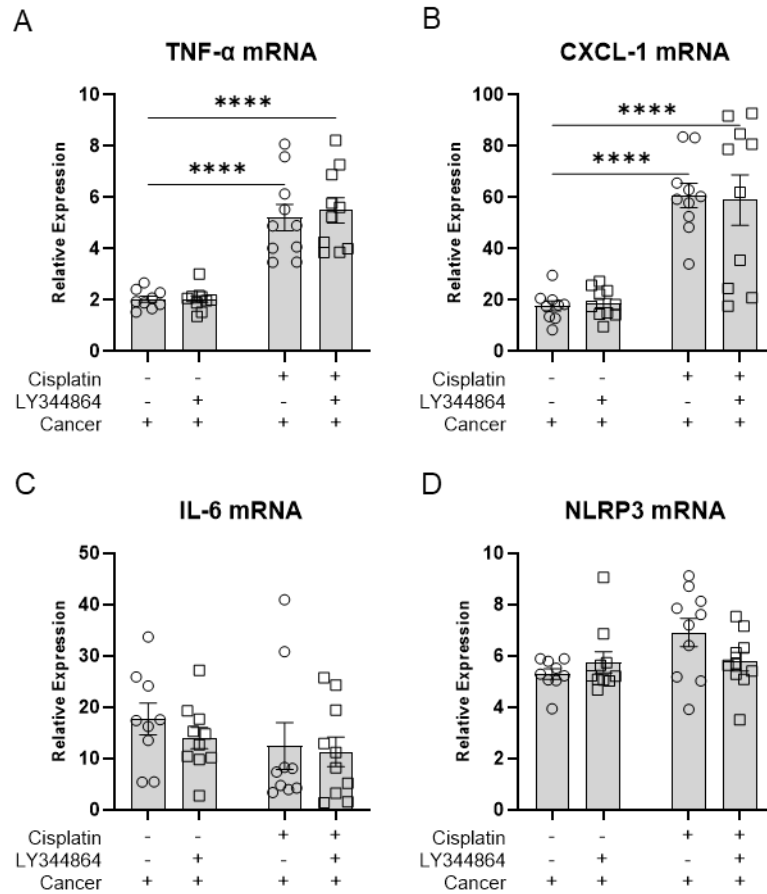 A
TNF-α mRNA
Relative Expression
10
8
6
4
2
0
****
****
Cisplatin - - + +
LY344864 - + - +
Cancer + + + +
B
CXCL-1 mRNA
Relative Expression
100
80
60
40
20
0
****
****
Cisplatin - - + +
LY344864 - + - +
Cancer + + + +
C
IL-6 mRNA
Relative Expression
50
40
30
20
10
0
Cisplatin - - + +
LY344864 - + - +
Cancer + + + +
D
NLRP3 mRNA
Relative Expression
10
8
6
4
2
0
Cisplatin - - + +
LY344864 - + - +
Cancer + + + +